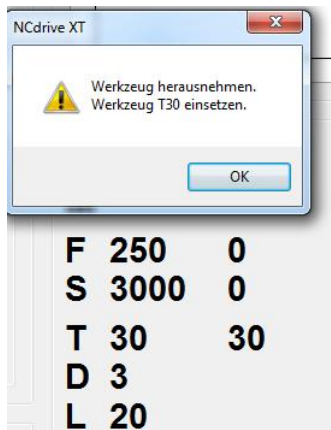 NCdrive XT
Werkzeug herausnehmen.
Werkzeug T30 einsetzen.
OK
F 250 0
S 3000 0
T 30 30
D 3
L 20